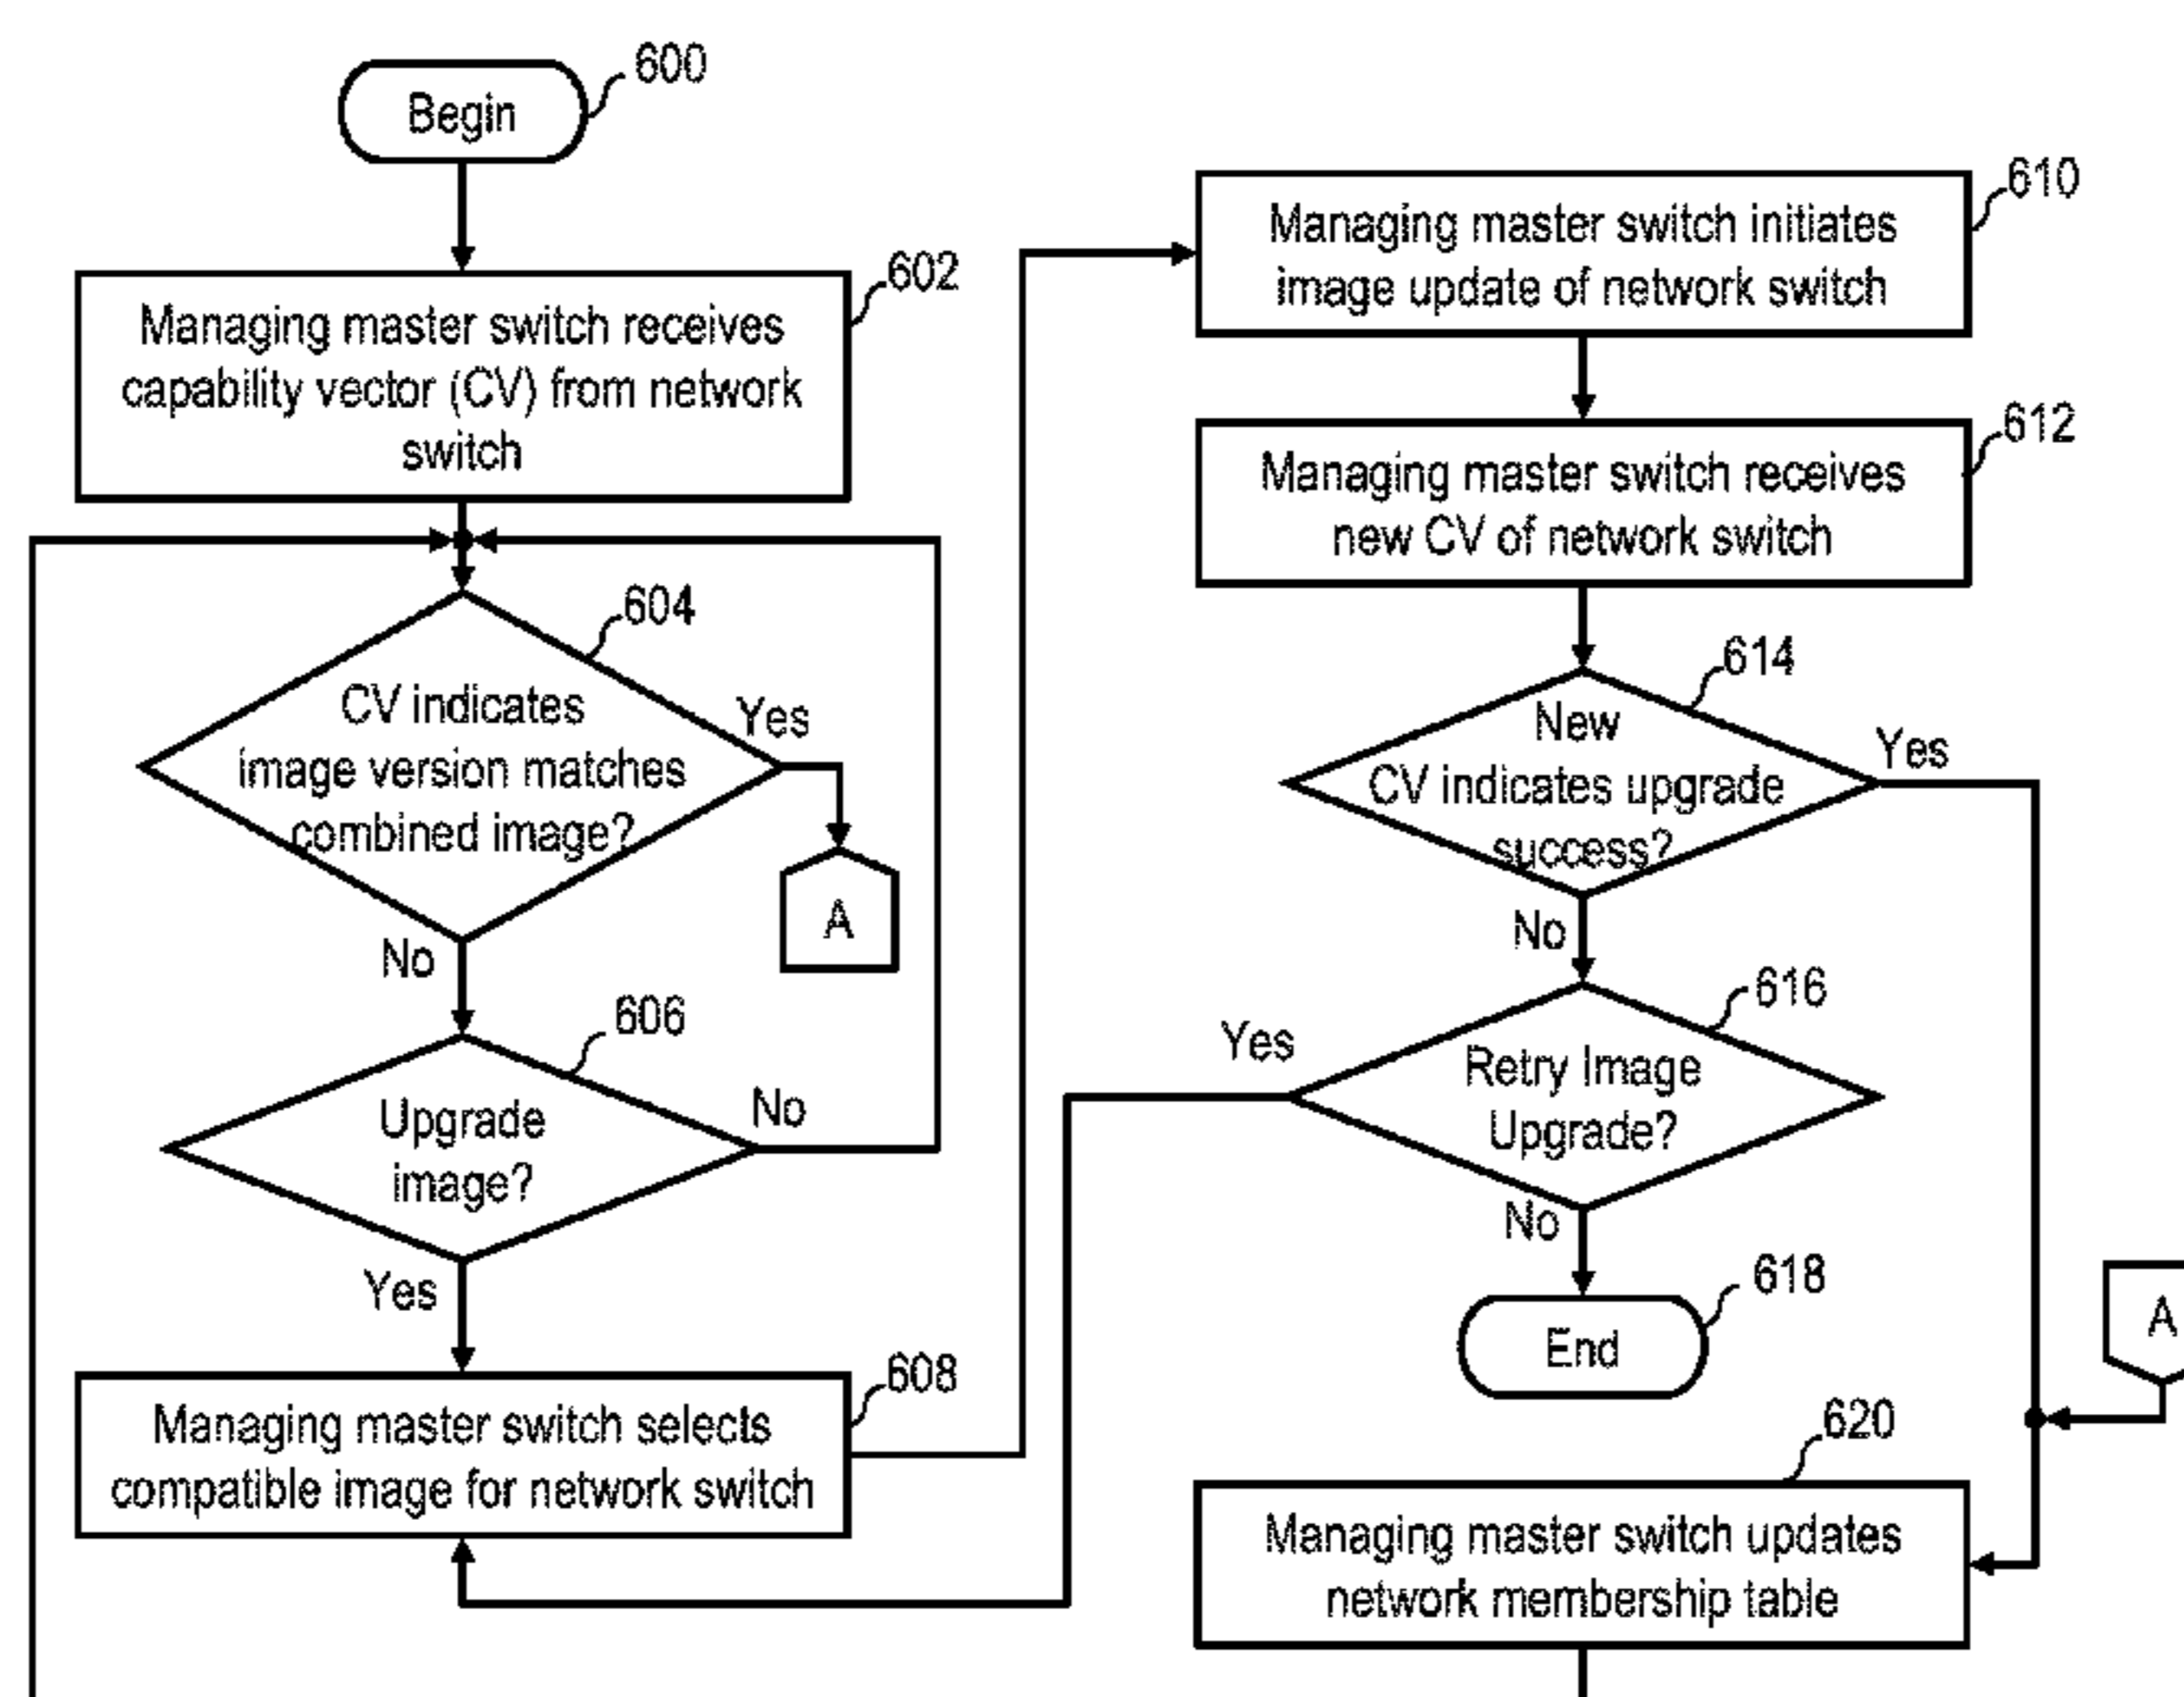 600
Begin
602
Managing master switch receives
capability vector (CV) from network
switch
604
CV indicates
image version matches
combined image?
Yes
A
No
606
Upgrade
image?
No
Yes
608
Managing master switch selects
compatible image for network switch
610
Managing master switch initiates
image update of network switch
612
Managing master switch receives
new CV of network switch
614
New
CV indicates upgrade
success?
Yes
No
616
Yes
Retry Image
Upgrade?
No
618
End
A
620
Managing master switch updates
network membership table